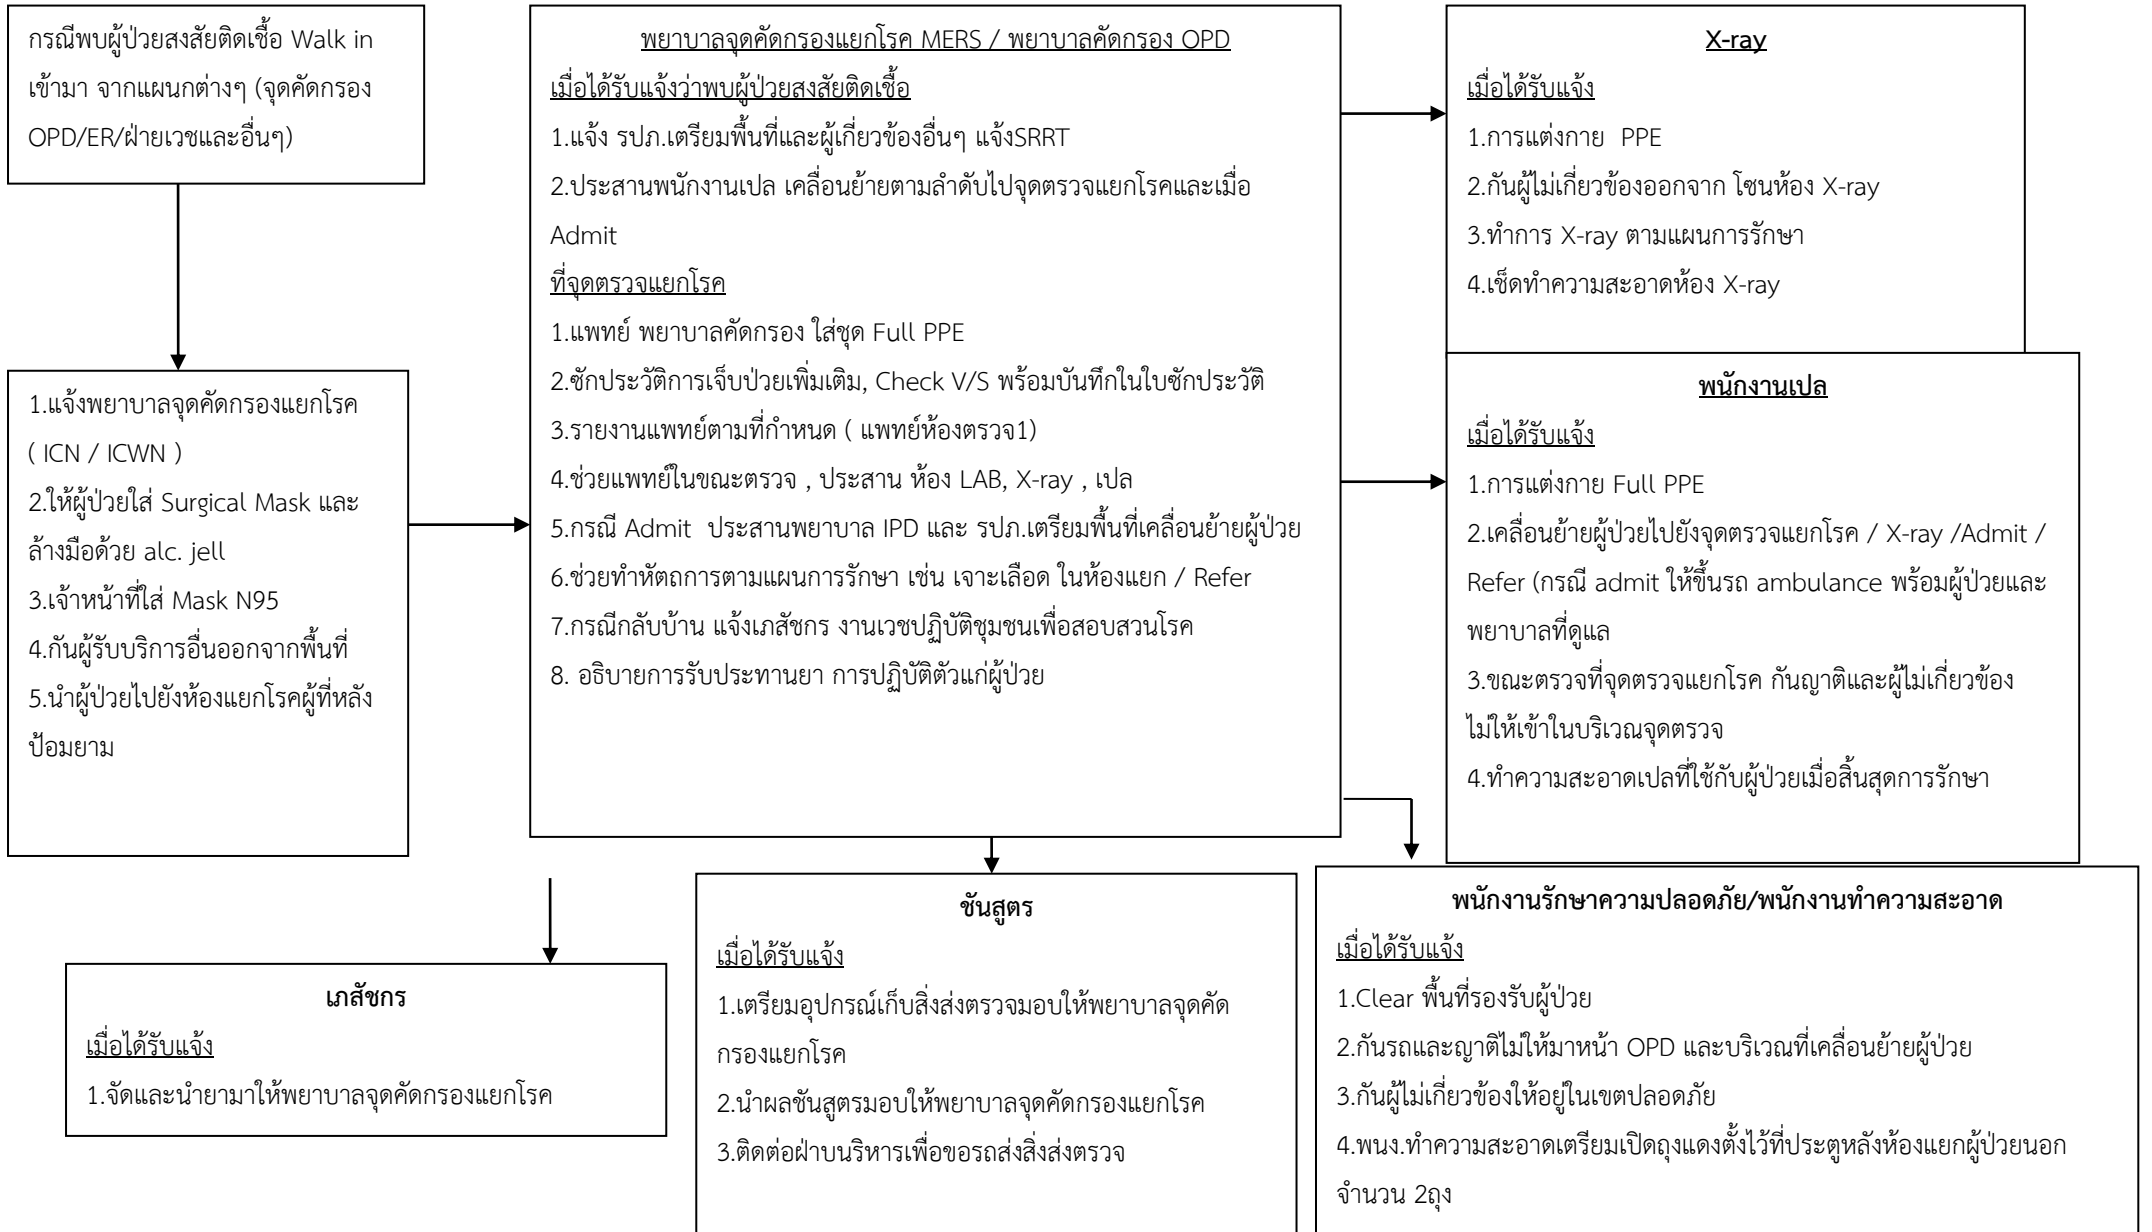 กรณีพบผู้ป่วยสงสัยติดเชื้อ Walk in
เข้ามา จากแผนกต่างๆ (จุดคัดกรอง
OPD/ER/ฝ่ายเวชและอื่นๆ)
1.แจ้งพยาบาลจุดคัดกรองแยกโรค
( ICN / ICWN )
2.ให้ผู้ป่วยใส่ Surgical Mask และ
ล้างมือด้วย alc. jell
3.เจ้าหน้าที่ใส่ Mask N95
4.กันผู้รับบริการอื่นออกจากพื้นที่
5.นำผู้ป่วยไปยังห้องแยกโรคผู้ที่หลัง
ป้อมยาม
พยาบาลจุดคัดกรองแยกโรค MERS / พยาบาลคัดกรอง OPD
เมื่อได้รับแจ้งว่าพบผู้ป่วยสงสัยติดเชื้อ
1.แจ้ง รปภ.เตรียมพื้นที่และผู้เกี่ยวข้องอื่นๆ แจ้งSRRT
2.ประสานพนักงานเปล เคลื่อนย้ายตามลำดับไปจุดตรวจแยกโรคและเมื่อ
Admit
ที่จุดตรวจแยกโรค
1.แพทย์ พยาบาลคัดกรอง ใส่ชุด Full PPE
2.ซักประวัติการเจ็บป่วยเพิ่มเติม, Check V/S พร้อมบันทึกในใบซักประวัติ
3.รายงานแพทย์ตามที่กำหนด ( แพทย์ห้องตรวจ1)
4.ช่วยแพทย์ในขณะตรวจ , ประสาน ห้อง LAB, X-ray , เปล
5.กรณี Admit ประสานพยาบาล IPD และ รปภ.เตรียมพื้นที่เคลื่อนย้ายผู้ป่วย
6.ช่วยทำหัตถการตามแผนการรักษา เช่น เจาะเลือด ในห้องแยก / Refer
7.กรณีกลับบ้าน แจ้งเภสัชกร งานเวชปฏิบัติชุมชนเพื่อสอบสวนโรค
8. อธิบายการรับประทานยา การปฏิบัติตัวแก่ผู้ป่วย
X-ray
เมื่อได้รับแจ้ง
1.การแต่งกาย PPE
2.กันผู้ไม่เกี่ยวข้องออกจาก โซนห้อง X-ray
3.ทำการ X-ray ตามแผนการรักษา
4.เช็ดทำความสะอาดห้อง X-ray
พนักงานเปล
เมื่อได้รับแจ้ง
1.การแต่งกาย Full PPE
2.เคลื่อนย้ายผู้ป่วยไปยังจุดตรวจแยกโรค / X-ray /Admit /
Refer (กรณี admit ให้ขึ้นรถ ambulance พร้อมผู้ป่วยและ
พยาบาลที่ดูแล
3.ขณะตรวจที่จุดตรวจแยกโรค กันญาติและผู้ไม่เกี่ยวข้อง
ไม่ให้เข้าในบริเวณจุดตรวจ
4.ทำความสะอาดเปลที่ใช้กับผู้ป่วยเมื่อสิ้นสุดการรักษา
เภสัชกร
เมื่อได้รับแจ้ง
1.จัดและนำยามาให้พยาบาลจุดคัดกรองแยกโรค
ชันสูตร
เมื่อได้รับแจ้ง
1.เตรียมอุปกรณ์เก็บสิ่งส่งตรวจมอบให้พยาบาลจุดคัด
กรองแยกโรค
2.นำผลชันสูตรมอบให้พยาบาลจุดคัดกรองแยกโรค
3.ติดต่อฝ่าบนริหารเพื่อขอรถส่งสิ่งส่งตรวจ
พนักงานรักษาความปลอดภัย/พนักงานทำความสะอาด
เมื่อได้รับแจ้ง
1.Clear พื้นที่รองรับผู้ป่วย
2.กันรถและญาติไม่ให้มาหน้า OPD และบริเวณที่เคลื่อนย้ายผู้ป่วย
3.กันผู้ไม่เกี่ยวข้องให้อยู่ในเขตปลอดภัย
4.พนง.ทำความสะอาดเตรียมเปิดถุงแดงตั้งไว้ที่ประตูหลังห้องแยกผู้ป่วยนอก
จำนวน 2ถุง